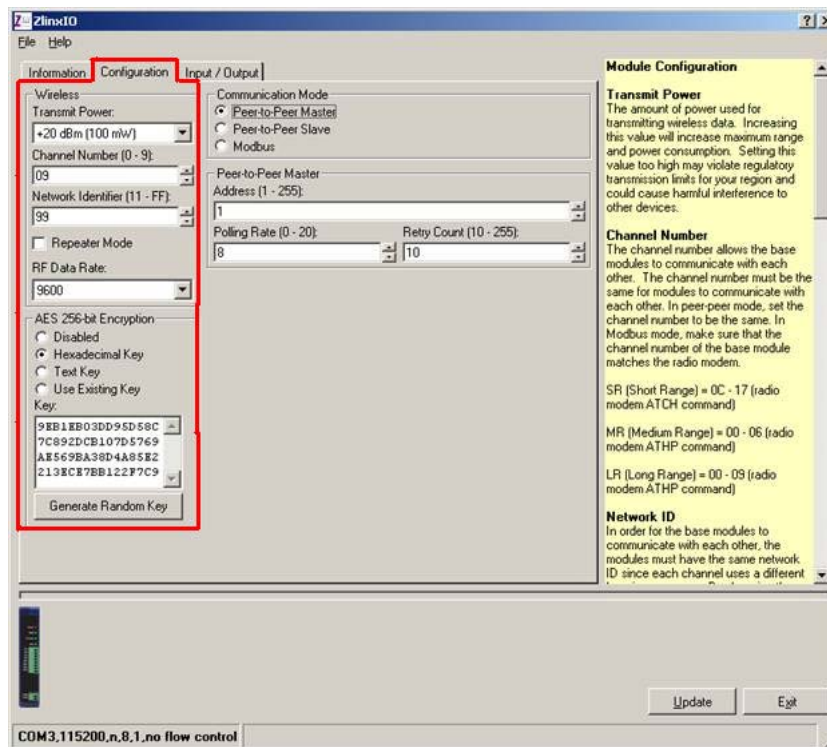 ZlinxIO
File Help
Information Configuration Input / Output
Wireless
Transmit Power:
+20 dBm (100 mW)
Channel Number (0 - 9):
09
Network Identifier (11 - FF):
99
Repeater Mode
RF Data Rate:
9600
AES 256-bit Encryption
Disabled
Hexadecimal Key
Text Key
Use Existing Key
Key:
9EB1EB03DD95D58C
7C892DCB107D5769
AE569BA38D4A85E2
213ECE7BB122F7C9
Generate Random Key
Communication Mode
Peer-to-Peer Master
Peer-to-Peer Slave
Modbus
Peer-to-Peer Master
Address (1 - 255):
1
Polling Rate (0 - 20): Retry Count (10 - 255):
8 10
Module Configuration
Transmit Power
The amount of power used for
transmitting wireless data. Increasing
this value will increase maximum range
and power consumption. Setting this
value too high may violate regulatory
transmission limits for your region and
could cause harmful interference to
other devices.
Channel Number
The channel number allows the base
modules to communicate with each
other. The channel number must be the
same for modules to communicate with
each other. In peer-peer mode, set the
channel number to be the same. In
Modbus mode, make sure that the
channel number of the base module
matches the radio modem.
SR (Short Range) = 0C - 17 (radio
modem ATCH command)
MR (Medium Range) = 00 - 06 (radio
modem ATHP command)
LR (Long Range) = 00 - 09 (radio
modem ATHP command)
Network ID
In order for the base modules to
communicate with each other, the
modules must have the same network
ID since each channel uses a different
Update Exit
COM3,115200,n,8,1,no flow control